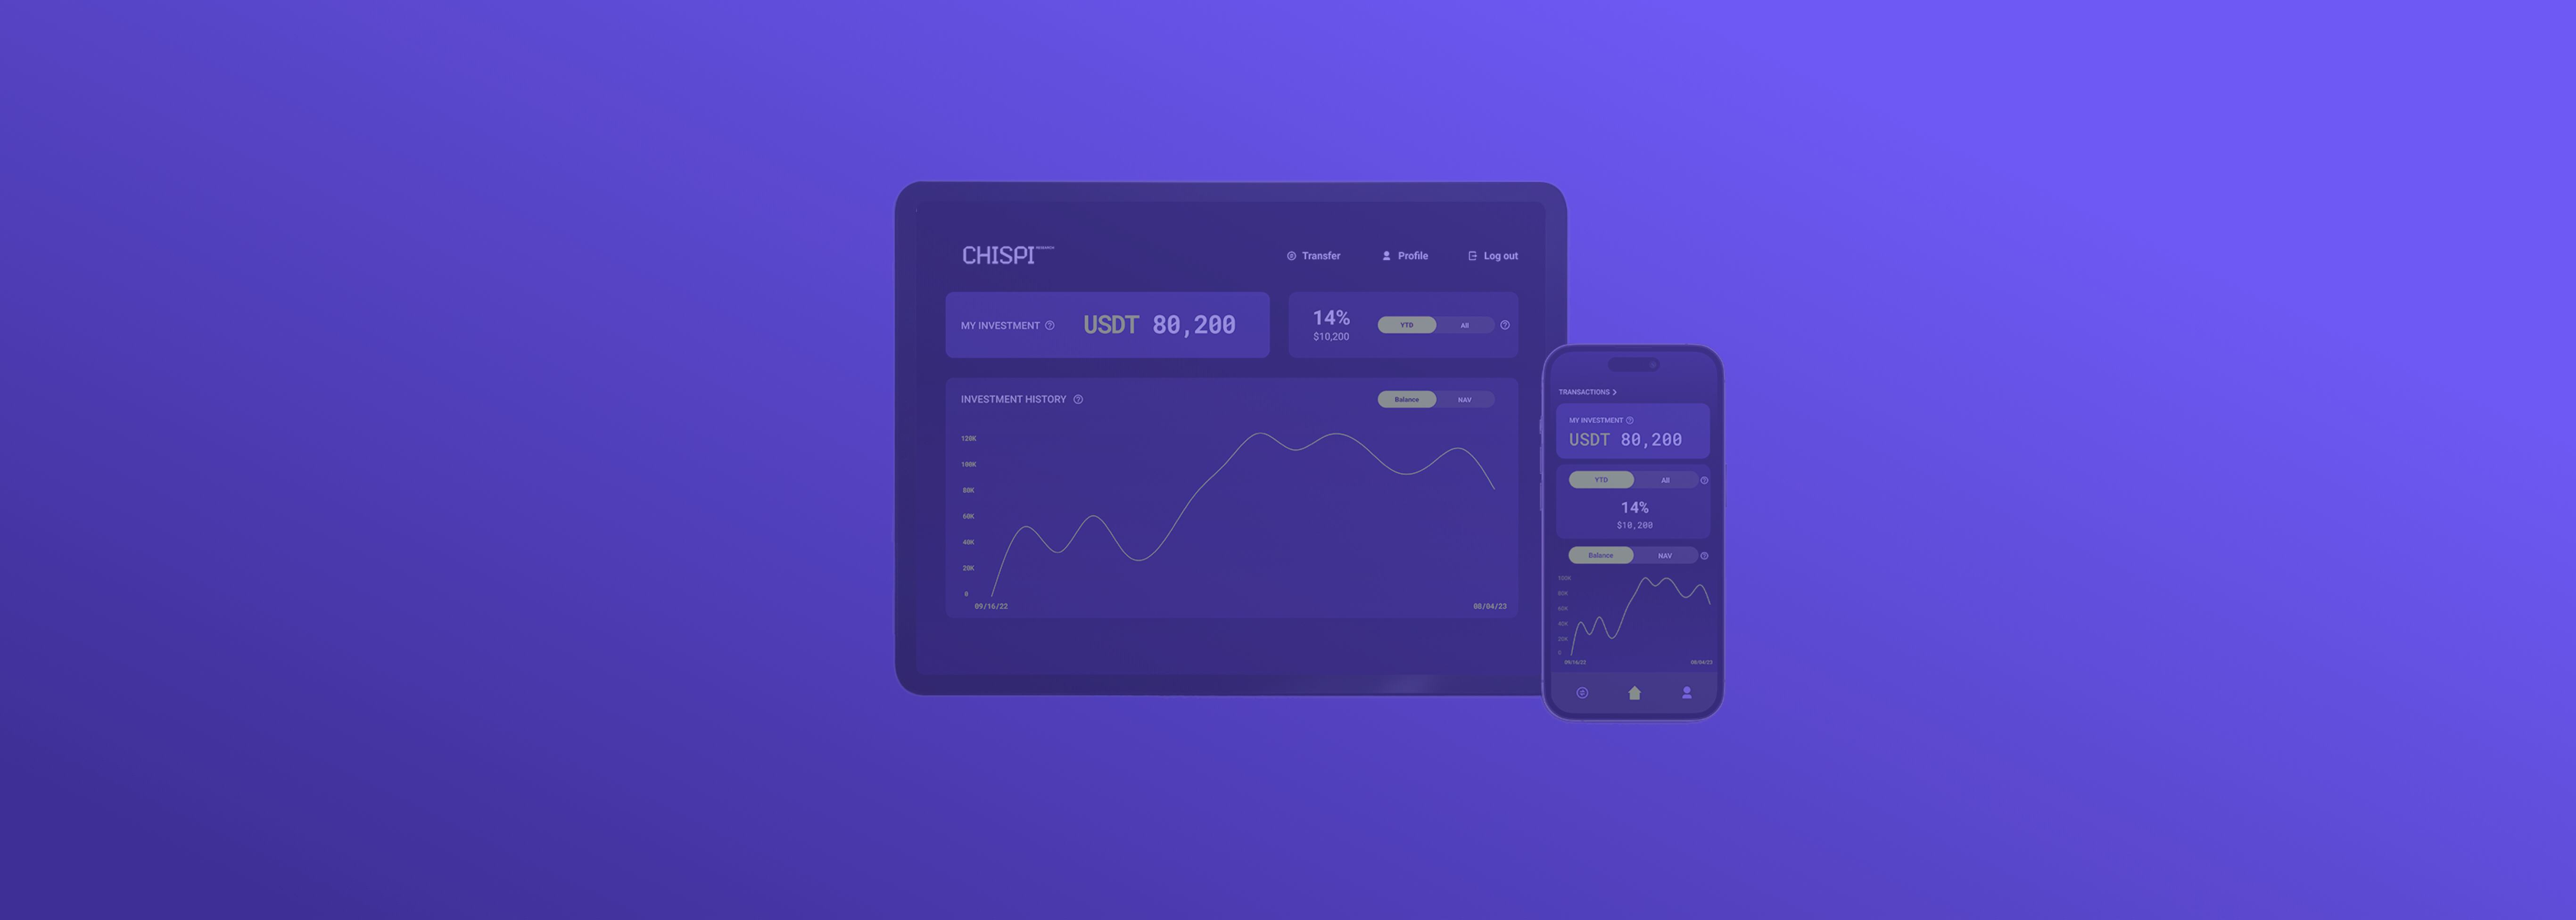 CHISPI RESEARCH
Transfer Profile Log out
MY INVESTMENT USDT 80,200
14%
$10,200
YTD All
INVESTMENT HISTORY
Balance NAV
120K
100K
80K
60K
40K
20K
0
09/16/22 08/04/23
TRANSACTIONS
MY INVESTMENT
USDT 80,200
YTD All
14%
$10,200
Balance NAV
100K
80K
60K
40K
20K
0
09/16/22 08/04/23